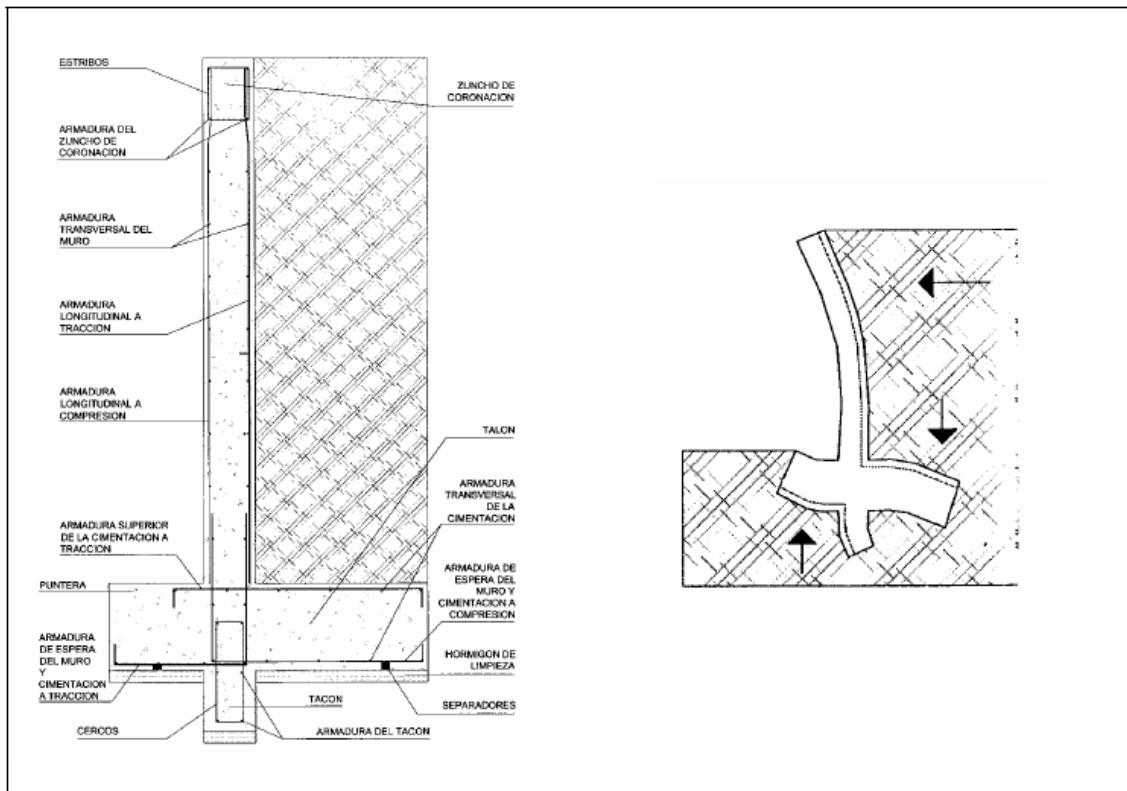 ESTRIBOS
ZUNCHO DE
CORONACION
ARMADURA DEL
ZUNCHO DE
CORONACION
ARMADURA
TRANSVERSAL DEL
MURO
ARMADURA
LONGITUDINAL A
TRACCION
ARMADURA
LONGITUDINAL A
COMPRESION
TALON
ARMADURA
TRANSVERSAL
DE LA
CIMENTACION
ARMADURA SUPERIOR
DE LA CIMENTACION A
TRACCION
ARMADURA DE
ESPERA DEL
MURO Y
CIMENTACION A
COMPRESION
PUNTERA
ARMADURA
DE ESPERA
DEL MURO
Y
CIMENTACION
A TRACCION
HORMIGON DE
LIMPIEZA
SEPARADORES
TACON
CERCOS
ARMADURA DEL TACON